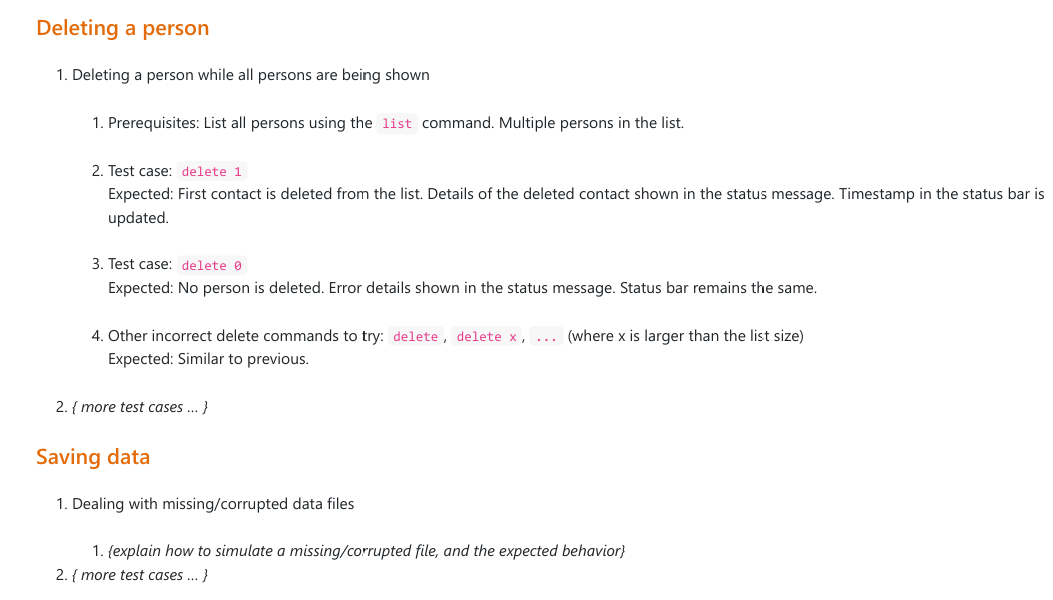 Deleting a person
1. Deleting a person while all persons are being shown
1. Prerequisites: List all persons using the list command. Multiple persons in the list.
2. Test case: delete 1
Expected: First contact is deleted from the list. Details of the deleted contact shown in the status message. Timestamp in the status bar is
updated.
3. Test case: delete 0
Expected: No person is deleted. Error details shown in the status message. Status bar remains the same.
4. Other incorrect delete commands to try: delete, delete x, ... (where x is larger than the list size)
Expected: Similar to previous.
2. { more test cases ... }
Saving data
1. Dealing with missing/corrupted data files
1. {explain how to simulate a missing/corrupted file, and the expected behavior}
2. { more test cases ... }